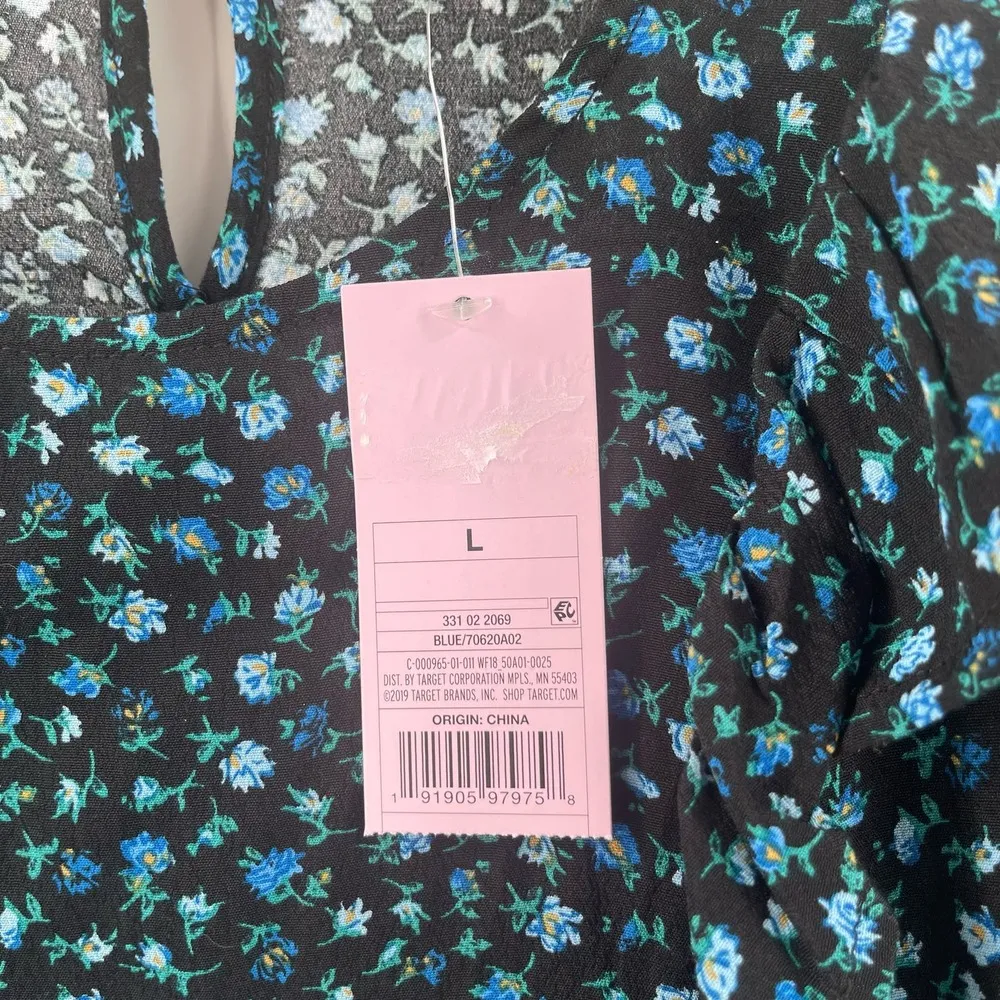 L
EPC
331 02 2069
BLUE/70620A02
C-000965-01-011 WF18 50A01-0025
DIST. BY TARGET CORPORATION MPLS., MN 55403
©2019 TARGET BRANDS, INC. SHOP TARGET.COM
ORIGIN: CHINA
1 91905 97975 8